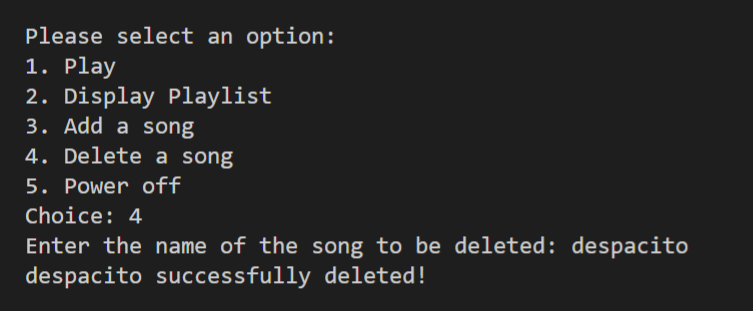 Please select an option:
1. Play
2. Display Playlist
3. Add a song
4. Delete a song
5. Power off
Choice: 4
Enter the name of the song to be deleted: despacito
despacito successfully deleted!